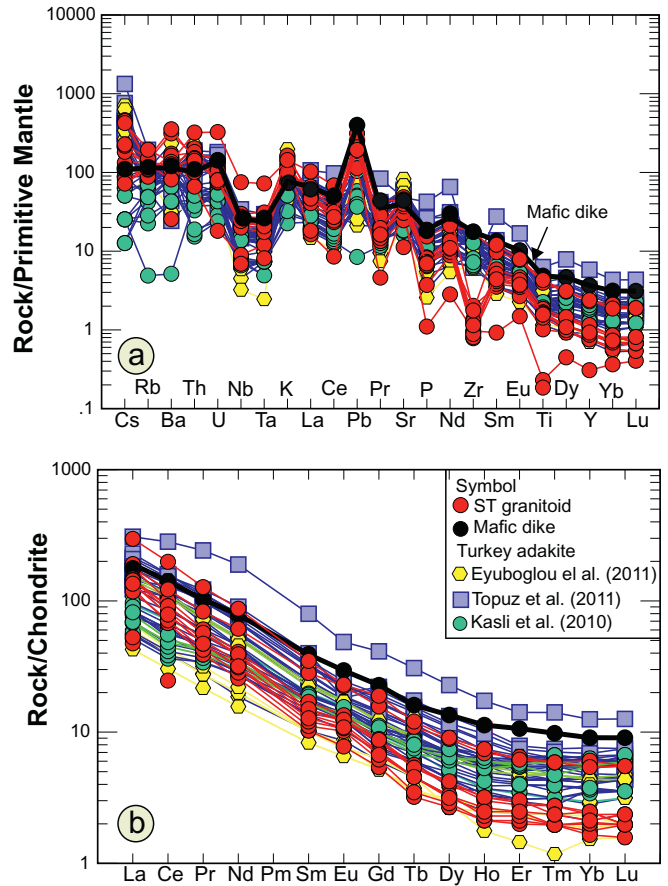 10000
1000
100
10
1
.1
Rock/Primitive Mantle
Mafic dike
a
Rb Th Nb K Ce Pr P Zr Eu Dy Yb
Cs Ba U Ta La Pb Sr Nd Sm Ti Y Lu
1000
100
10
1
Rock/Chondrite
Symbol
ST granitoid
Mafic dike
Turkey adakite
Eyuboglou et al. (2011)
Topuz et al. (2011)
Kasli et al. (2010)
b
La Ce Pr Nd Pm Sm Eu Gd Tb Dy Ho Er Tm Yb Lu